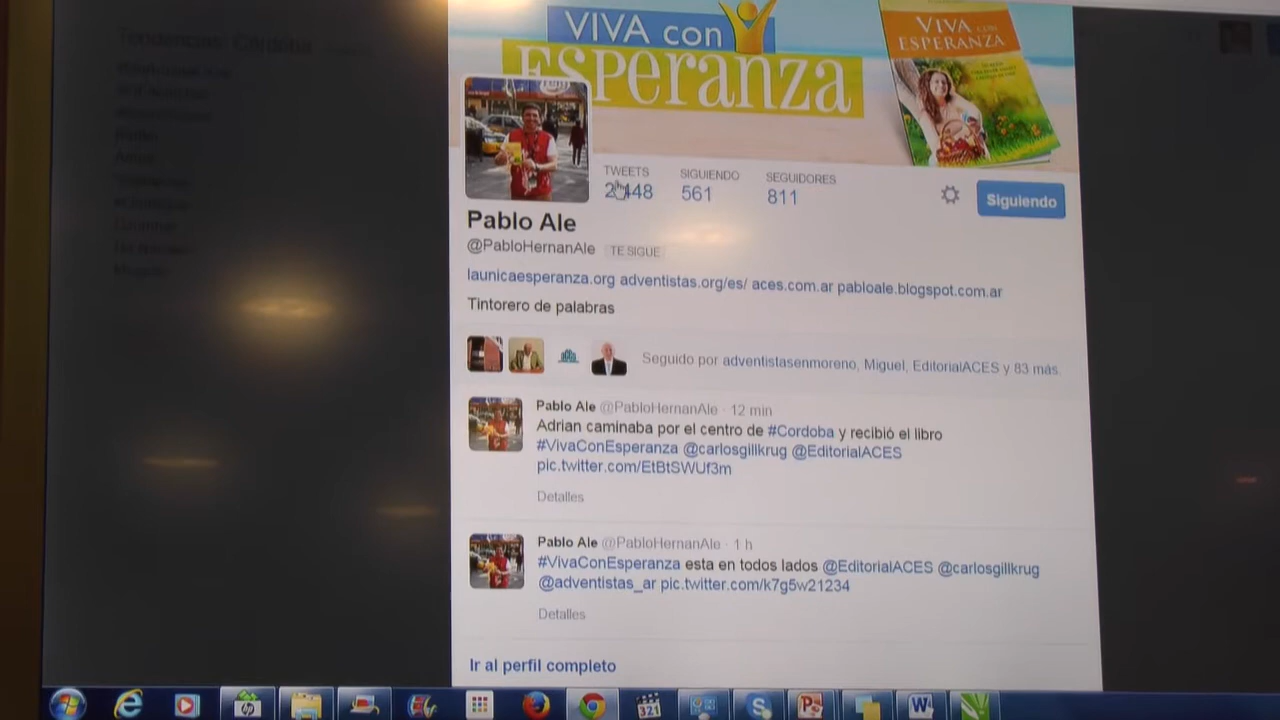 VIVA con
ESPERANZA
VIVA CON
ESPERANZA
TWEETS
SIGUIENDO
561
SEGUIDORES
811
Siguiendo
Pablo Ale
@PabloHernanAle TE SIGUE
launicaesperanza.org adventistas.org/es/ aces.com.ar pabloale.blogspot.com.ar
Tintorero de palabras
Seguido por adventistasenmoreno, Miguel, EditorialACES y 83 más.
Pablo Ale @PabloHernanAle · 12 min
Adrian caminaba por el centro de #Cordoba y recibió el libro
#VivaConEsperanza @carlosgillkrug @EditorialACES
pic.twitter.com/EtBtSWUf3m
Detalles
Pablo Ale @PabloHernanAle · 1 h
#VivaConEsperanza esta en todos lados @EditorialACES @carlosgillkrug
@adventistas_ar pic.twitter.com/k7g5w21234
Detalles
Ir al perfil completo